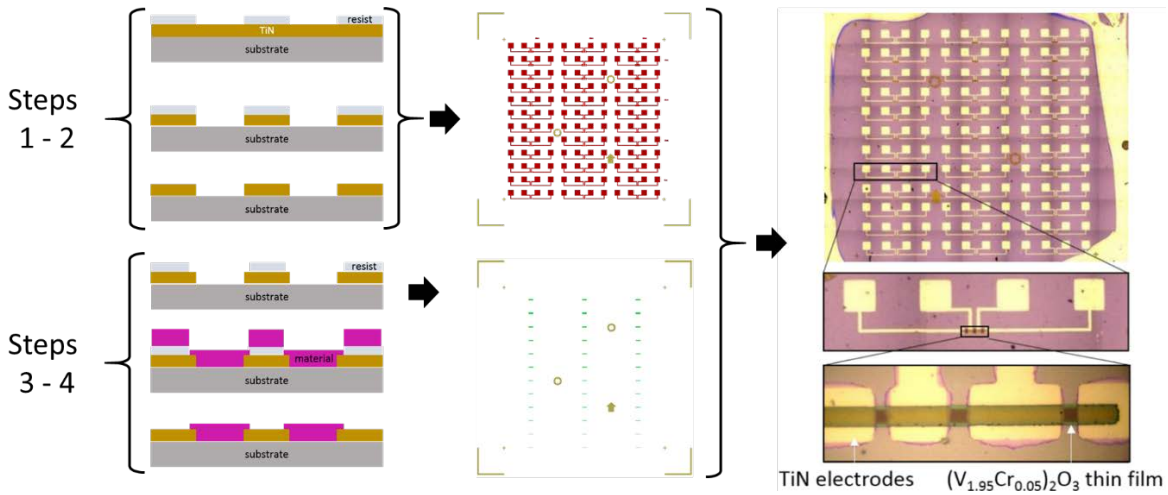 resist
TiN
substrate
Steps
1 - 2
substrate
substrate
resist
substrate
Steps
3 - 4
material
substrate
substrate
TiN electrodes
(V₁.₉₅Cr₀.₀₅)₂O₃ thin film